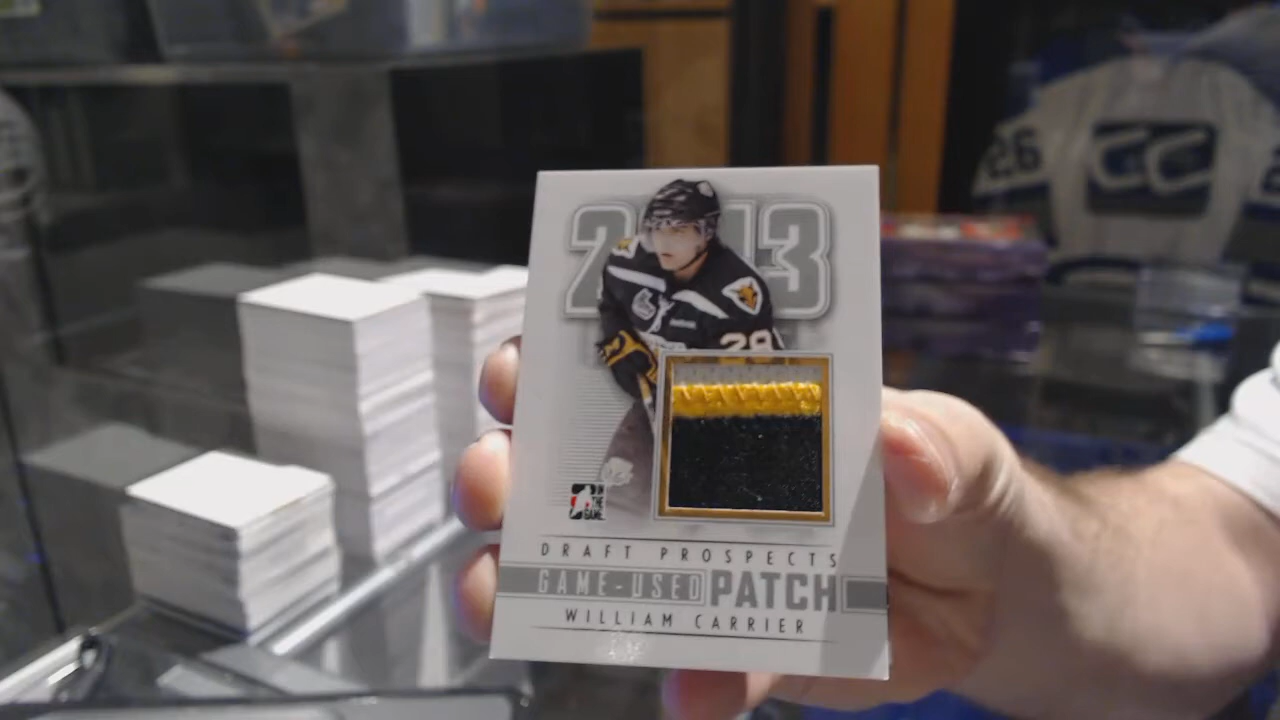 2013
28
IN
THE
GAME
DRAFT PROSPECTS
GAME-USED PATCH
WILLIAM CARRIER
26